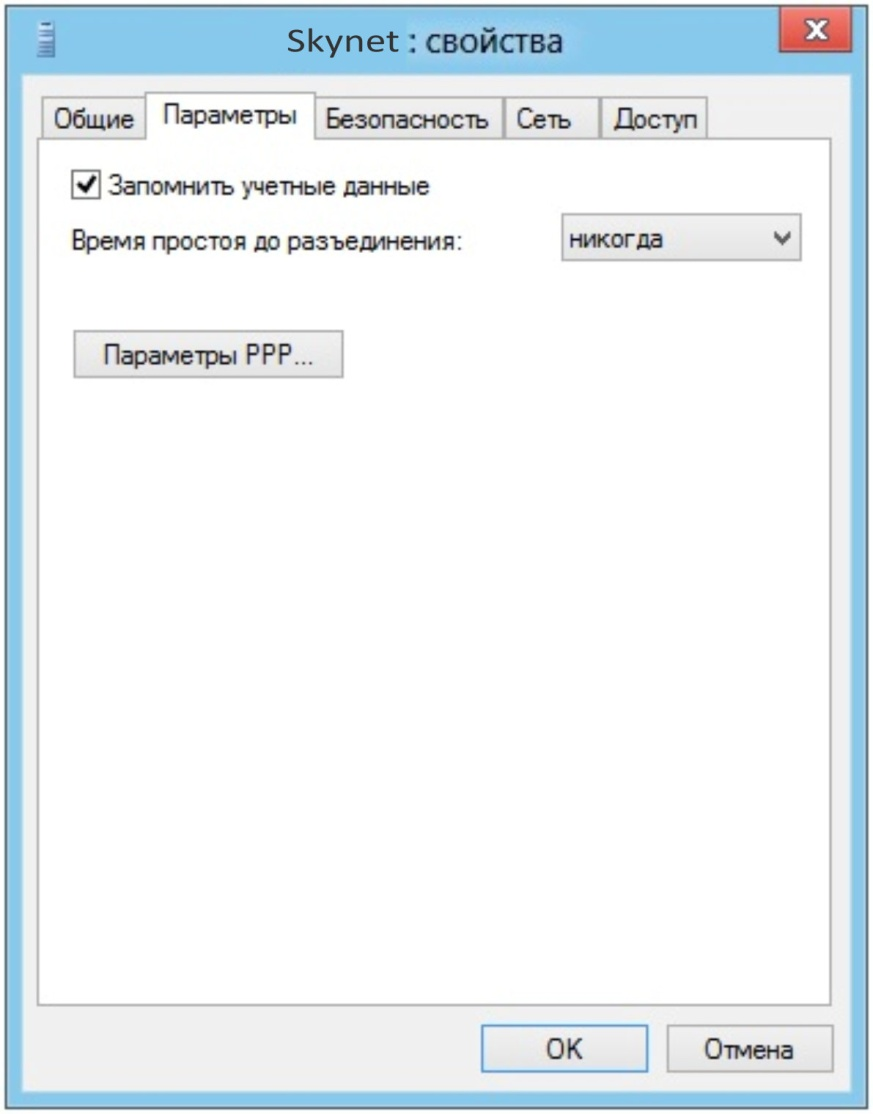 Skynet : свойства
Общие Параметры Безопасность Сеть Доступ
Запомнить учетные данные
Время простоя до разъединения: никогда
Параметры PPP...
OK Отмена